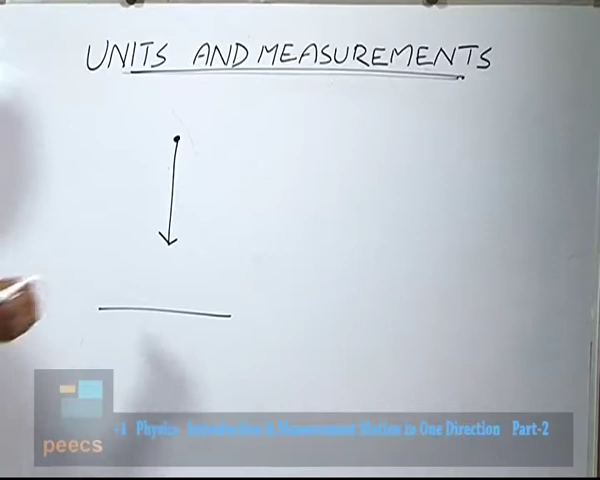 UNITS AND MEASUREMENTS
peecs
+1 Physics Introduction & Measurement Motion in One Direction Part-2